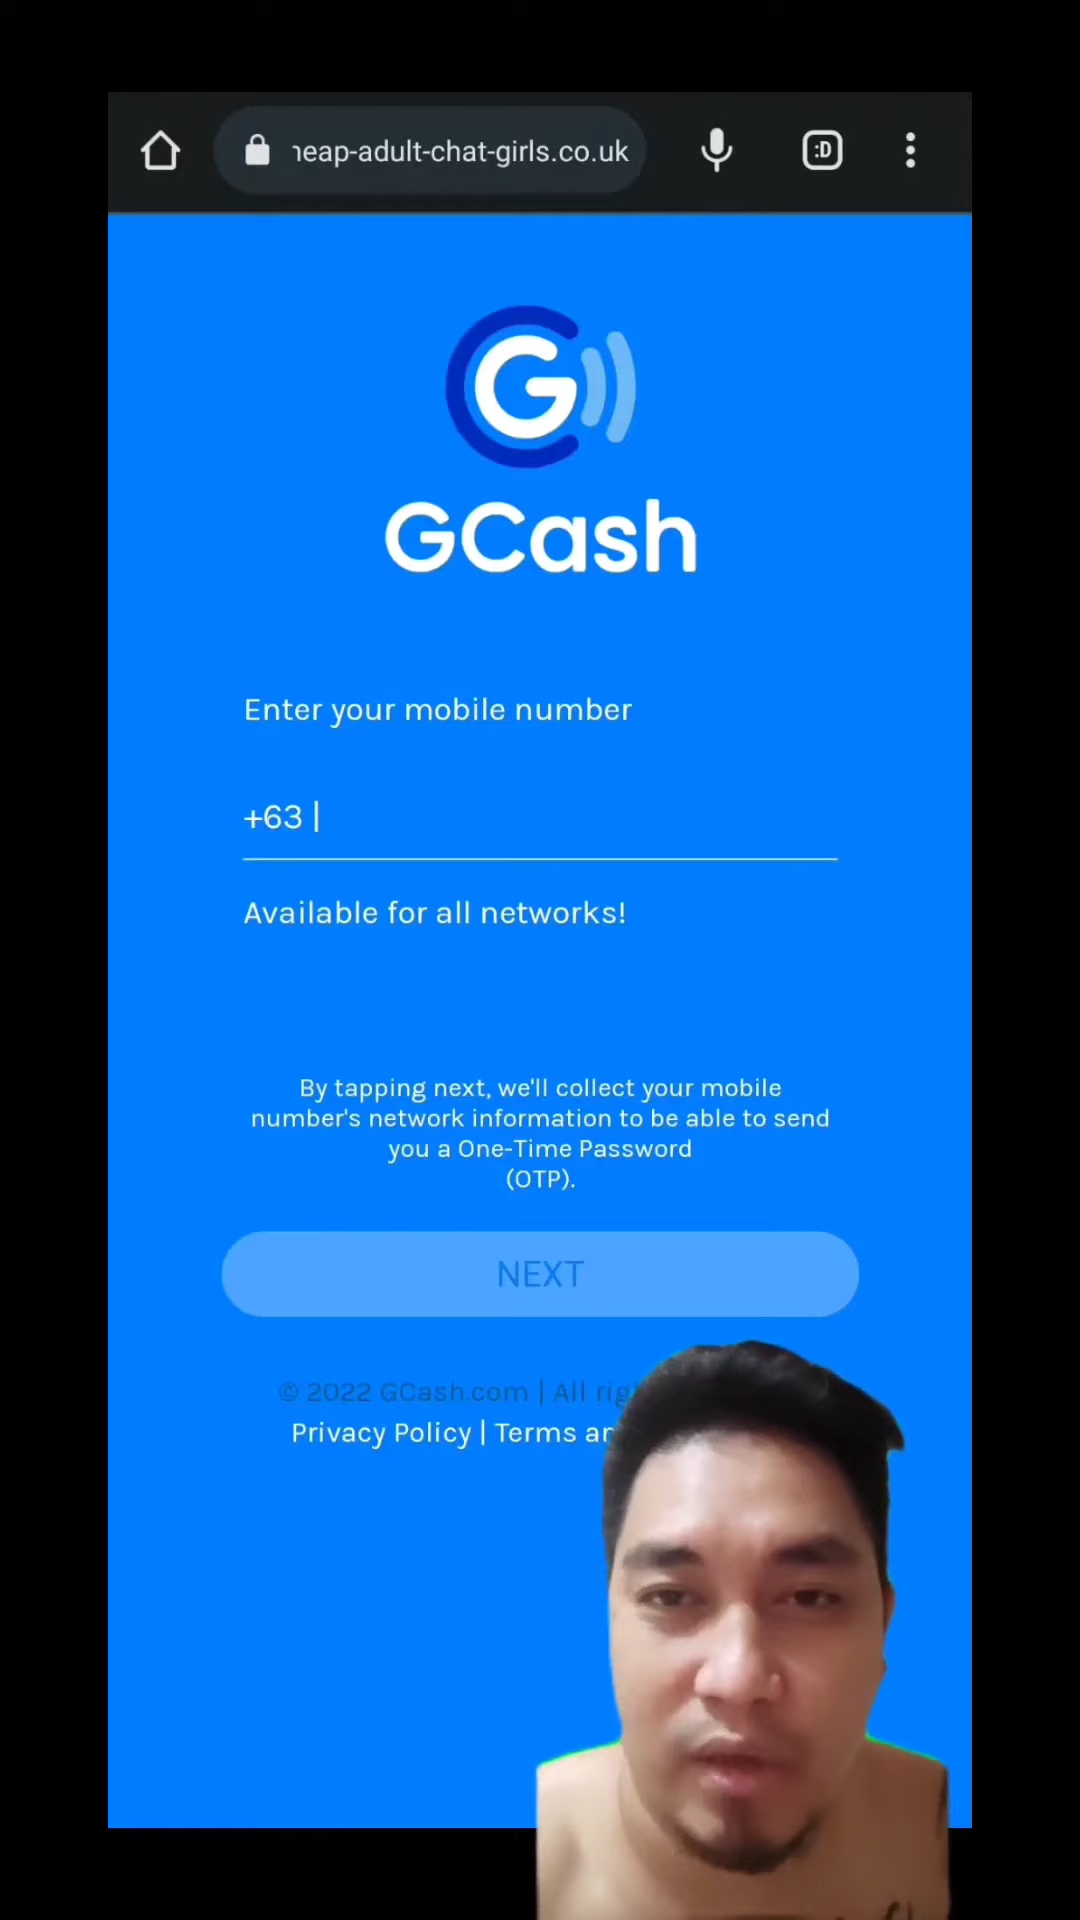 heap-adult-chat-girls.co.uk
:D
GCash
Enter your mobile number
+63
Available for all networks!
By tapping next, we'll collect your mobile
number's network information to be able to send
you a One-Time Password
(OTP).
NEXT
© 2022 GCash.com | All rig
Privacy Policy | Terms an